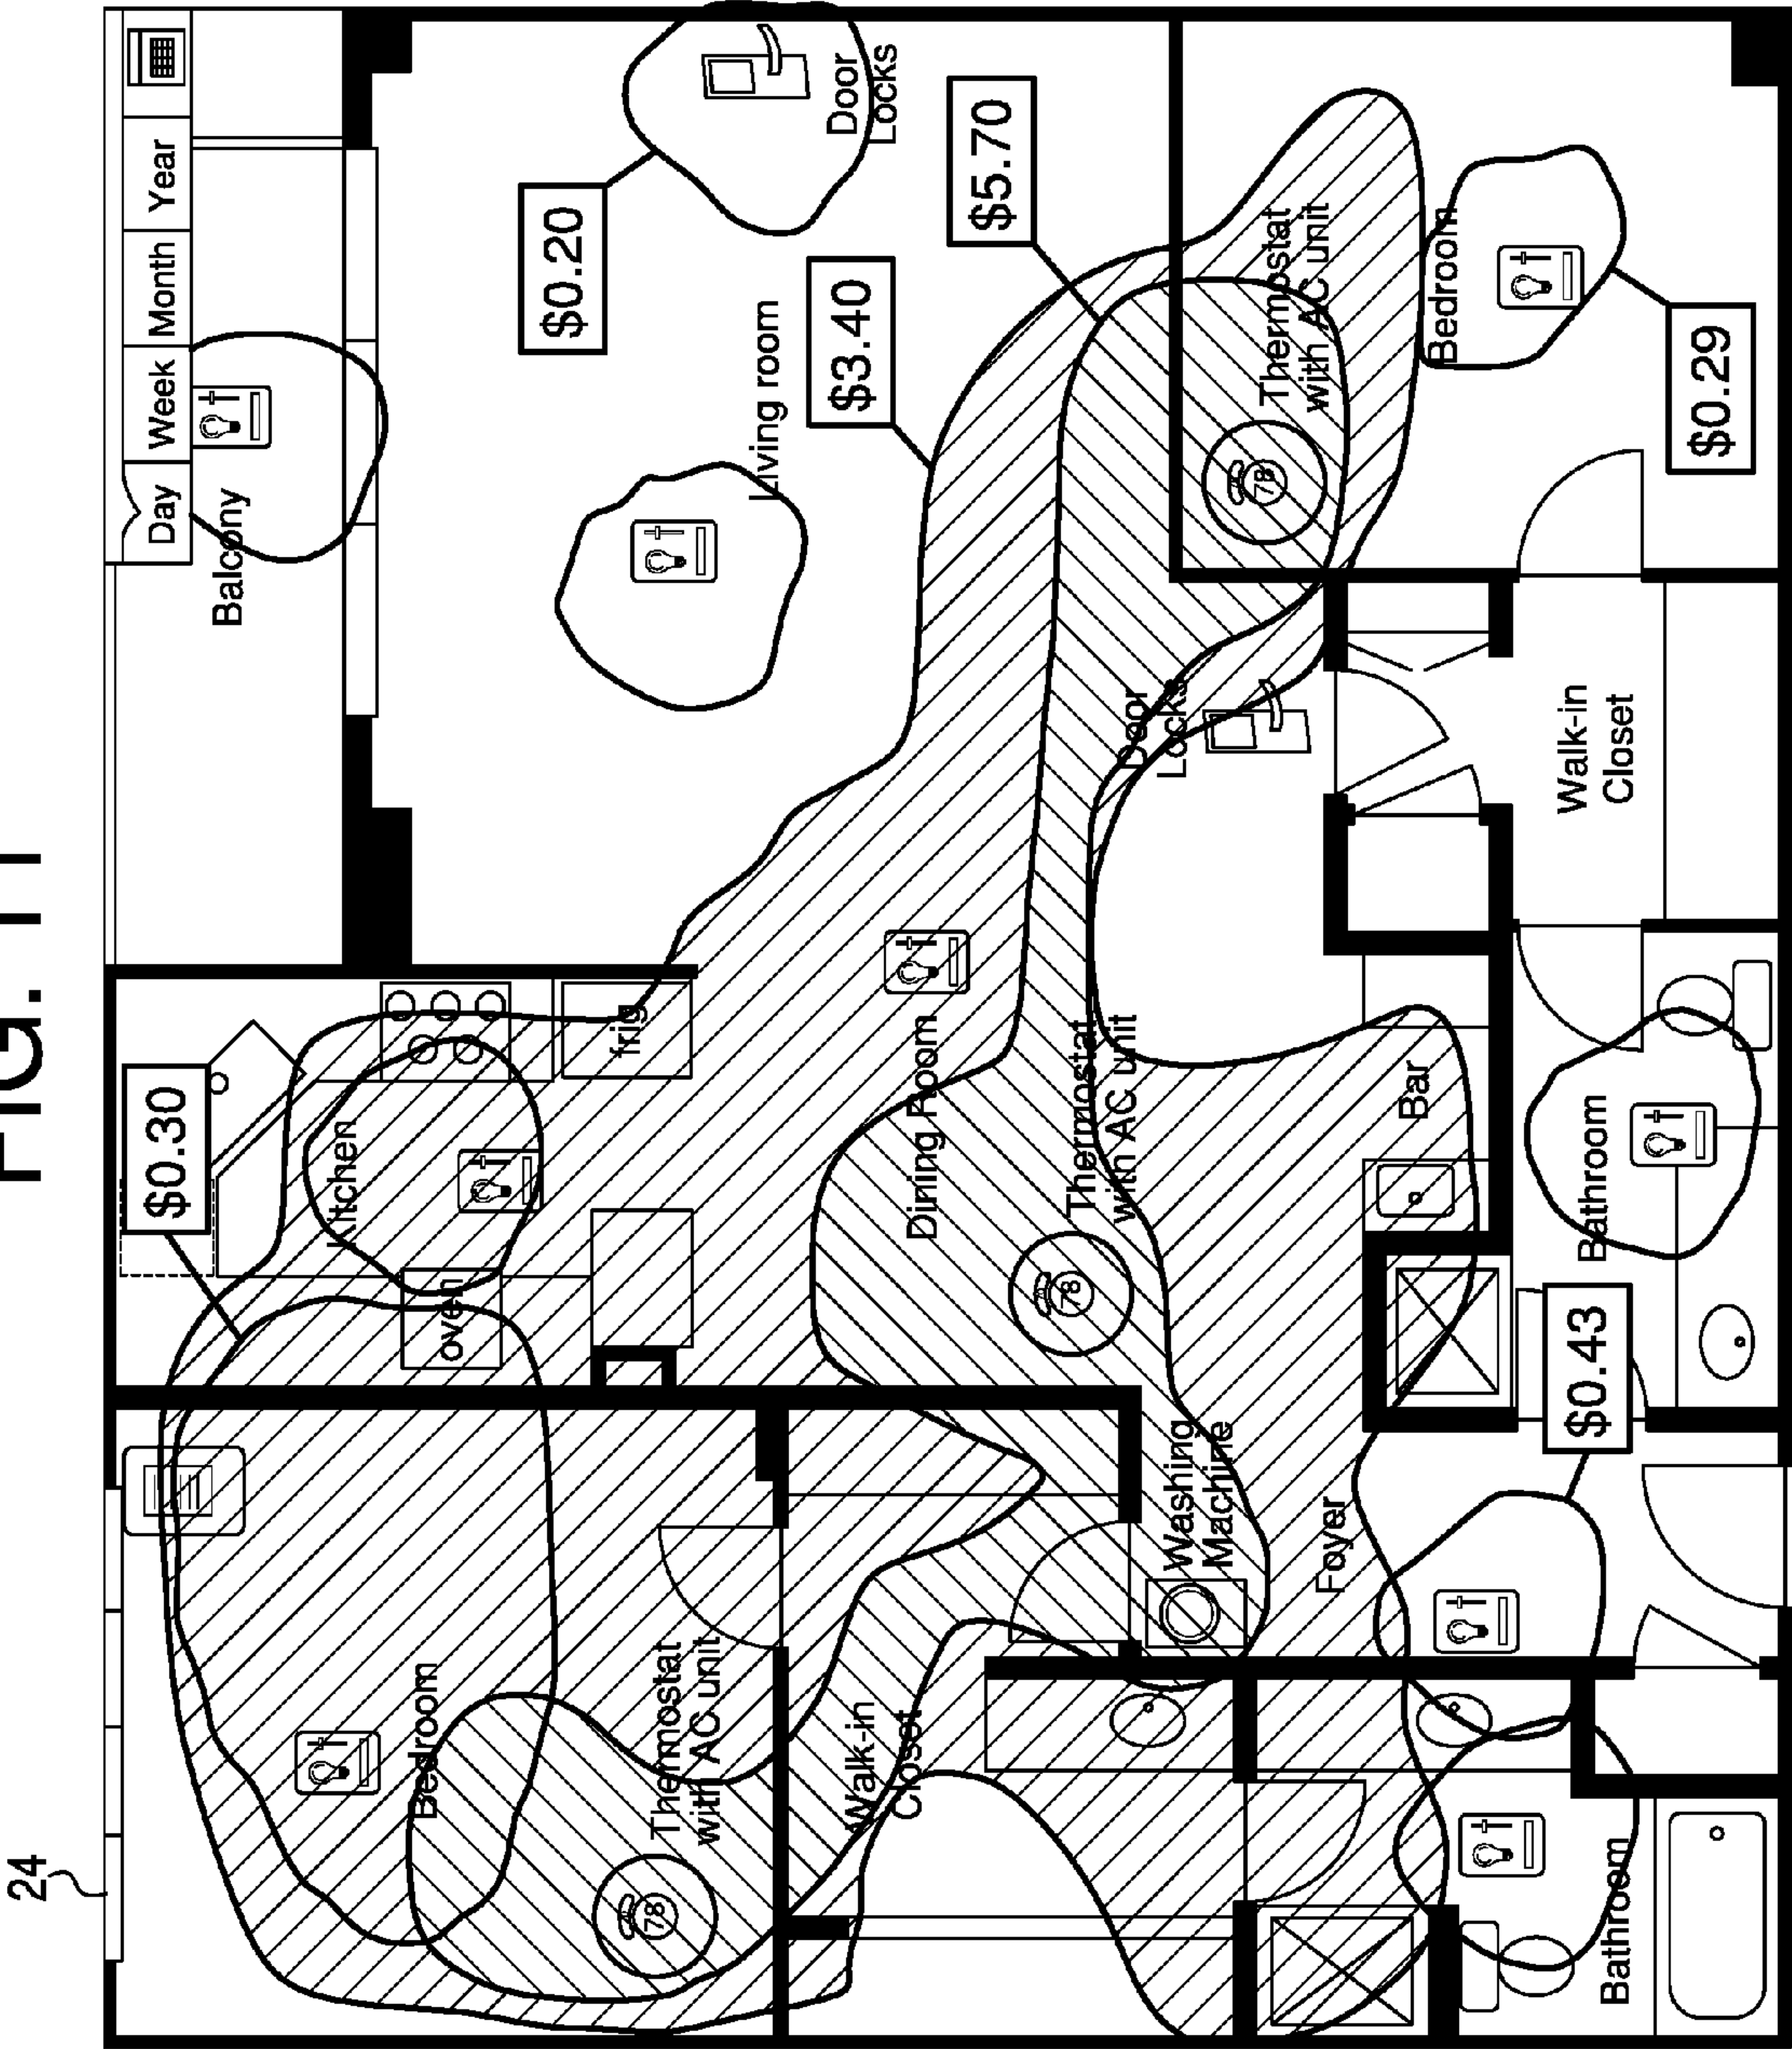 FIG. 11
24
Day
Week
Month
Year
Balcony
$0.30
Kitchen
oven
frig
$0.20
Door
Locks
Living room
$3.40
$5.70
Bedroom
Thermostat
with AC unit
78
Dining Room
Thermostat
with AC unit
78
Door
Locks
Thermostat
with AC unit
78
Bedroom
$0.29
Walk-in
Closet
Washing
Machine
Foyer
Bar
Walk-in
Closet
Bathroom
$0.43
Bathroom